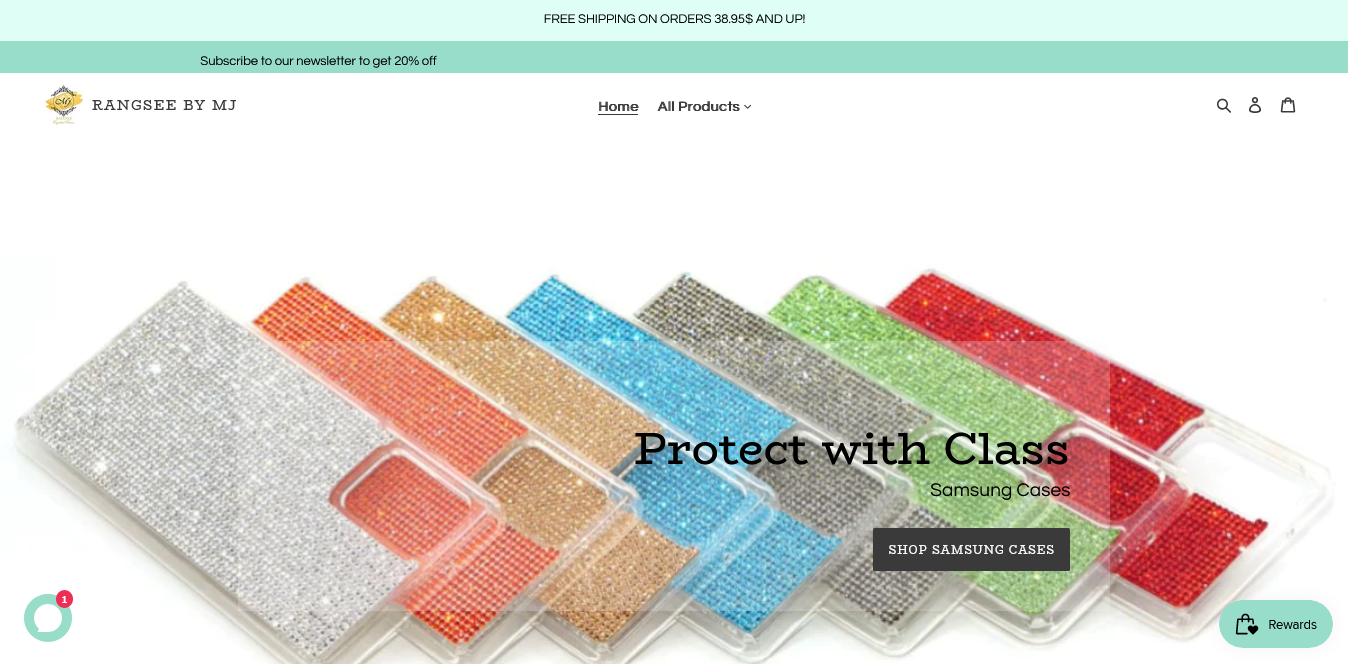 FREE SHIPPING ON ORDERS 38.95$ AND UP!
Subscribe to our newsletter to get 20% off
RANGSEE BY MJ
Home
All Products
Protect with Class
Samsung Cases
SHOP SAMSUNG CASES
1
Rewards